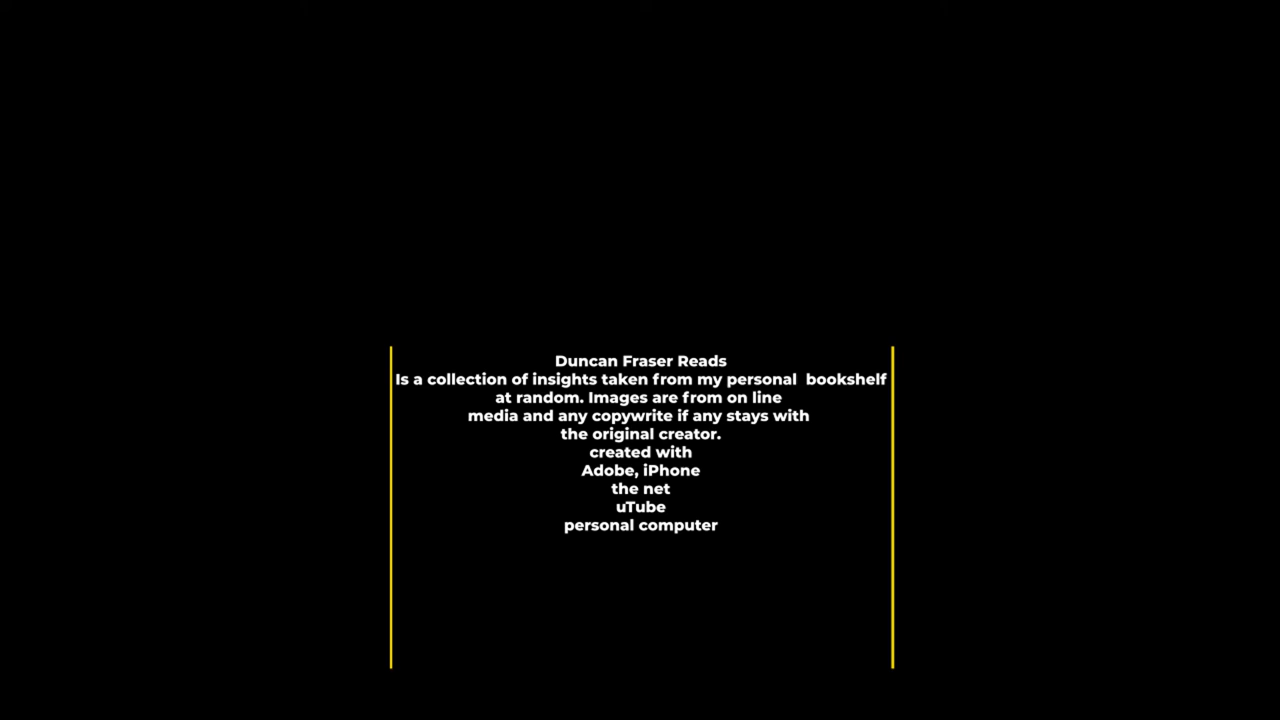 Duncan Fraser Reads
Is a collection of insights taken from my personal  bookshelf
at random. Images are from on line
media and any copywrite if any stays with
the original creator.
created with
Adobe, iPhone
the net
uTube
personal computer